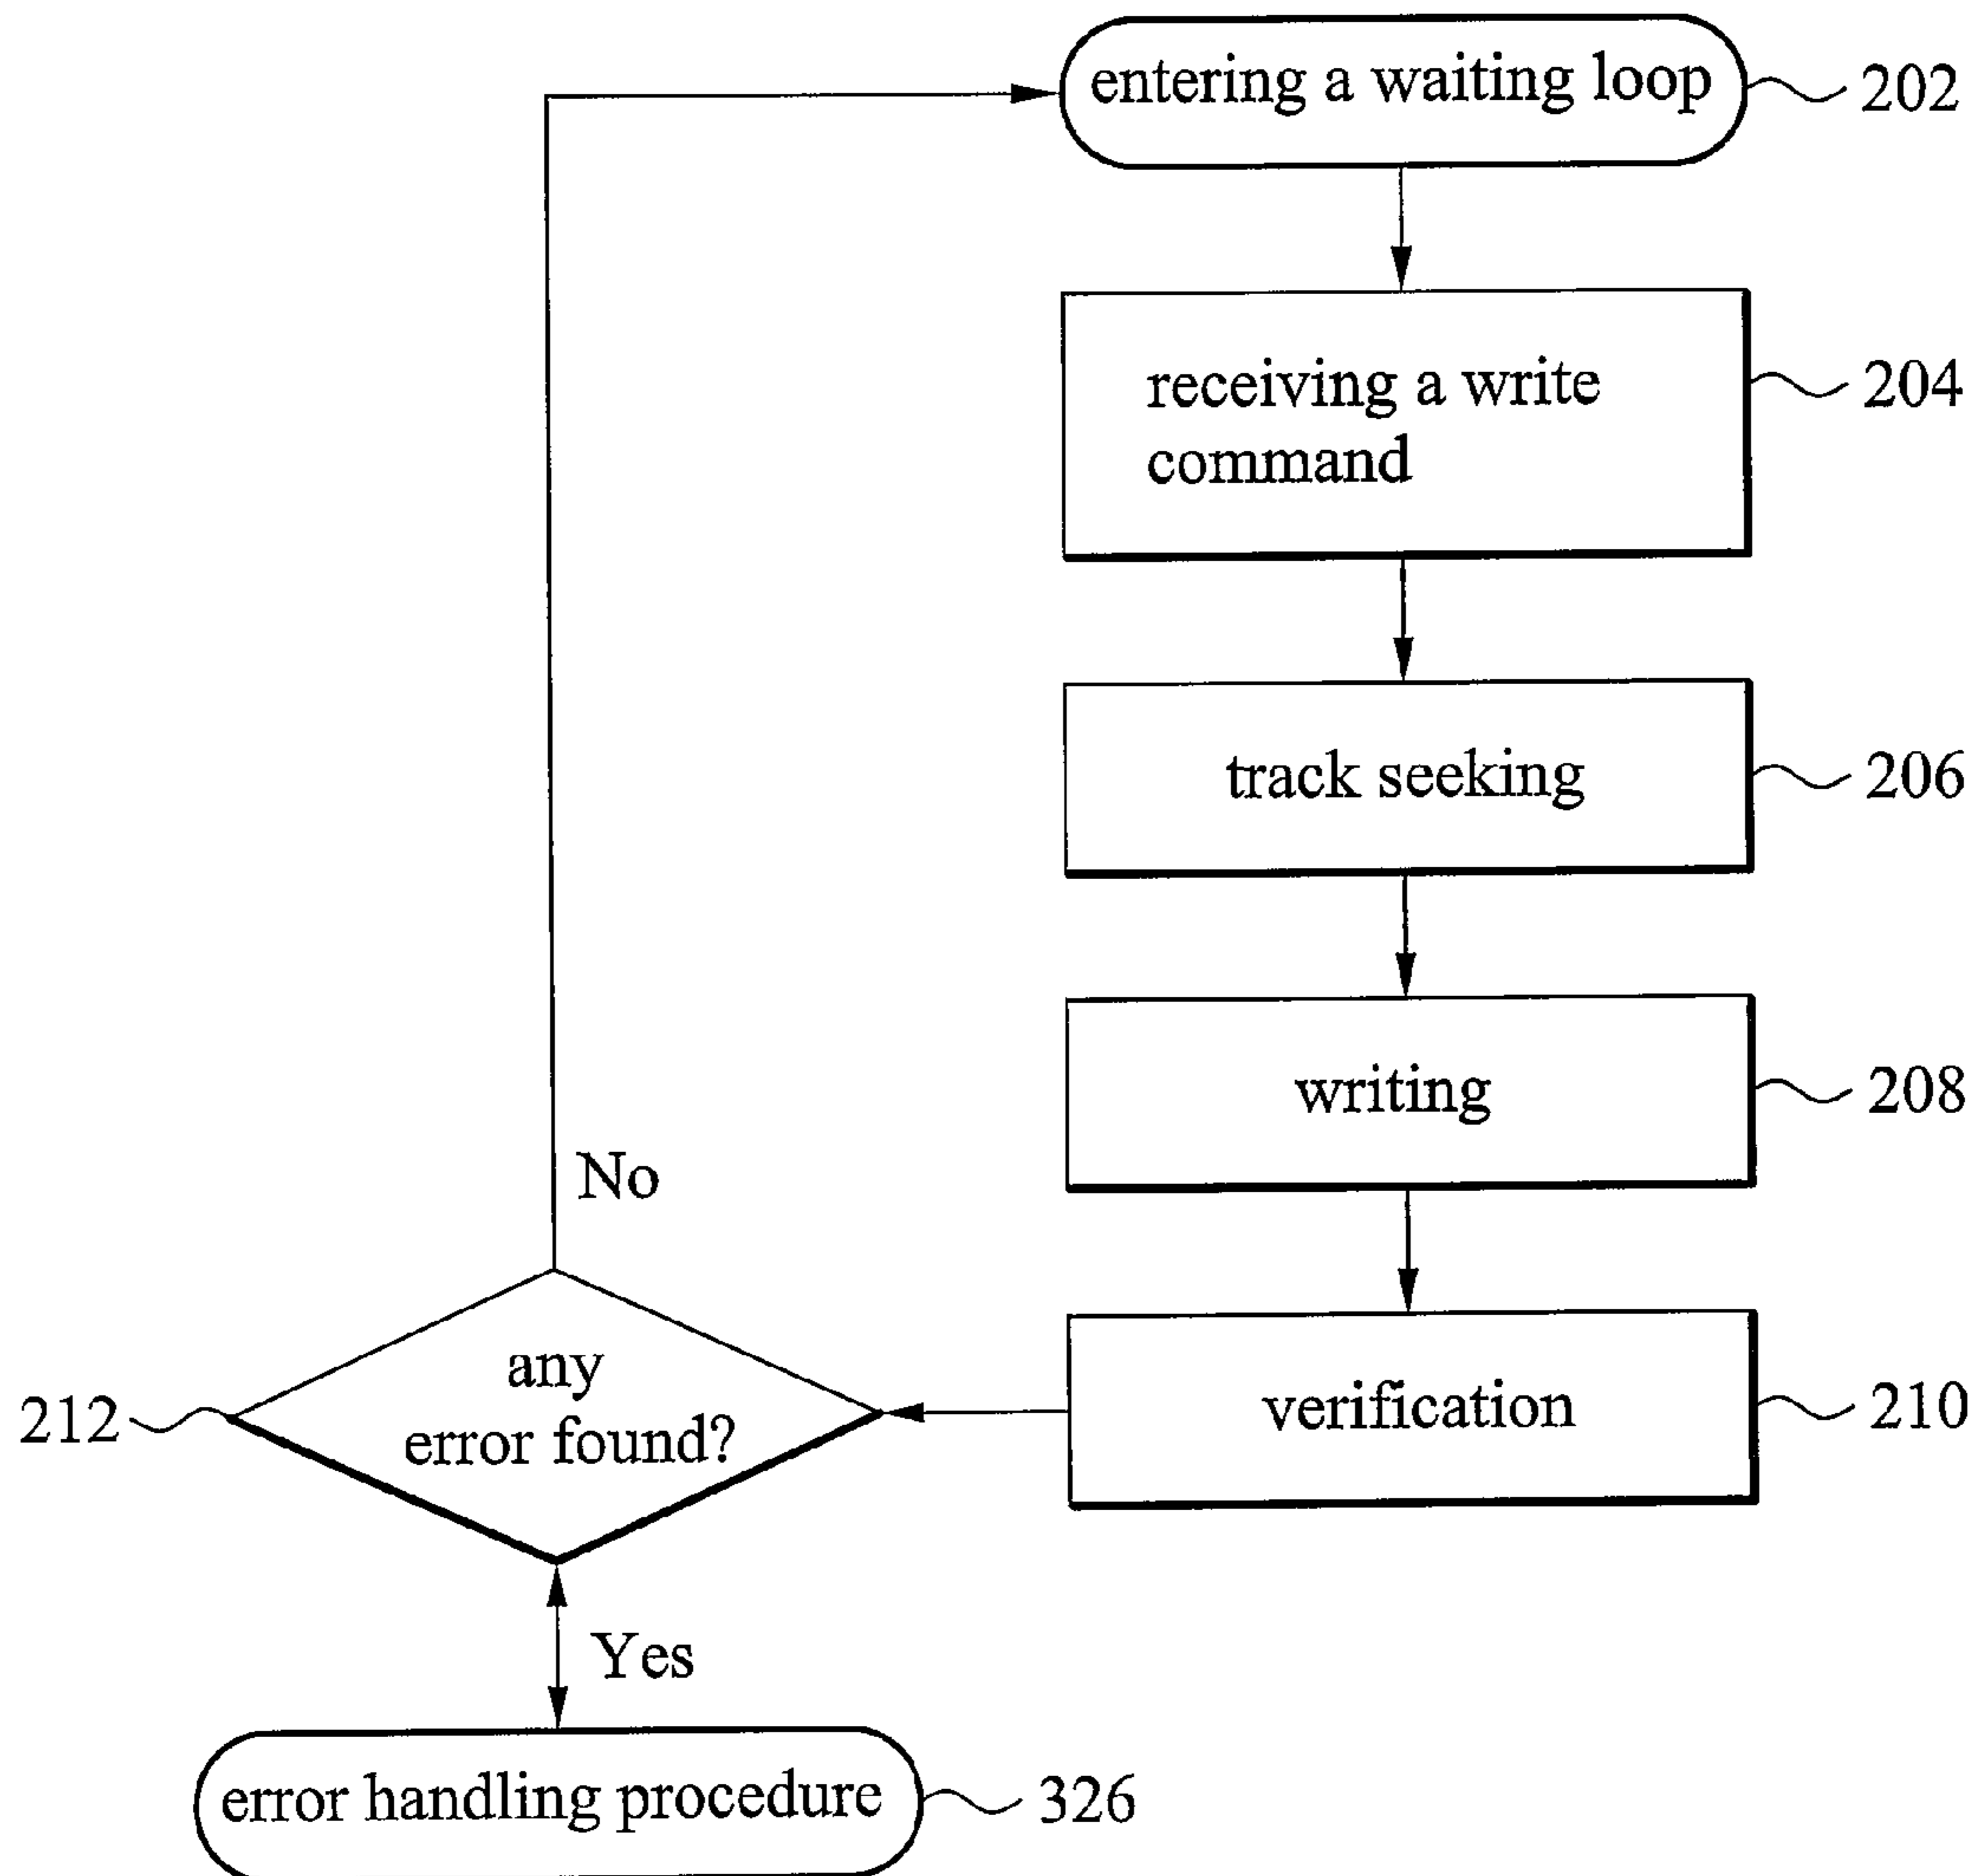 entering a waiting loop
202
receiving a write
command
204
track seeking
206
writing
208
No
any
error found?
212
verification
210
Yes
error handling procedure
326